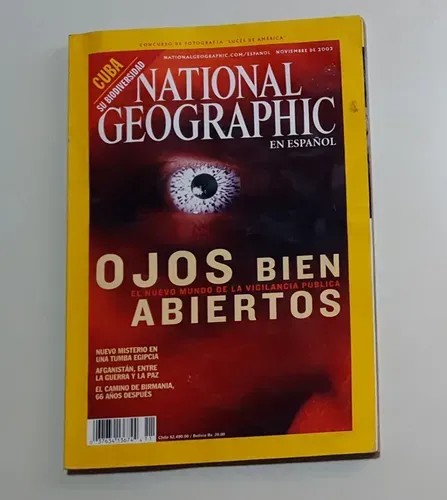 CONCURSO DE FOTOGRAFÍA "LUCES DE AMÉRICA"
NATIONALGEOGRAPHIC.COM/ESPANOL NOVIEMBRE DE 2003
CUBA
SU BIODIVERSIDAD
NATIONAL
GEOGRAPHIC
EN ESPAÑOL
OJOS BIEN
EL NUEVO MUNDO DE LA VIGILANCIA PÚBLICA
ABIERTOS
NUEVO MISTERIO EN
UNA TUMBA EGIPCIA
AFGANISTÁN, ENTRE
LA GUERRA Y LA PAZ
EL CAMINO DE BIRMANIA,
66 AÑOS DESPUÉS